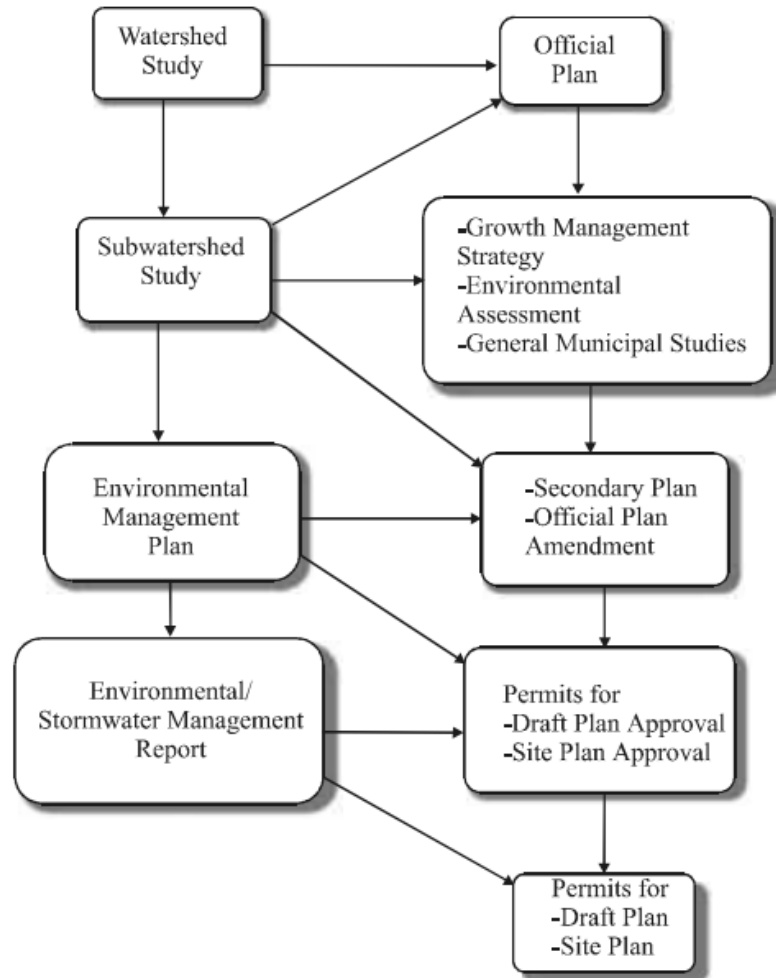 Watershed
Study
Official
Plan
Subwatershed
Study
-Growth Management
Strategy
-Environmental
Assessment
-General Municipal Studies
Environmental
Management
Plan
-Secondary Plan
-Official Plan
Amendment
Environmental/
Stormwater Management
Report
Permits for
-Draft Plan Approval
-Site Plan Approval
Permits for
-Draft Plan
-Site Plan